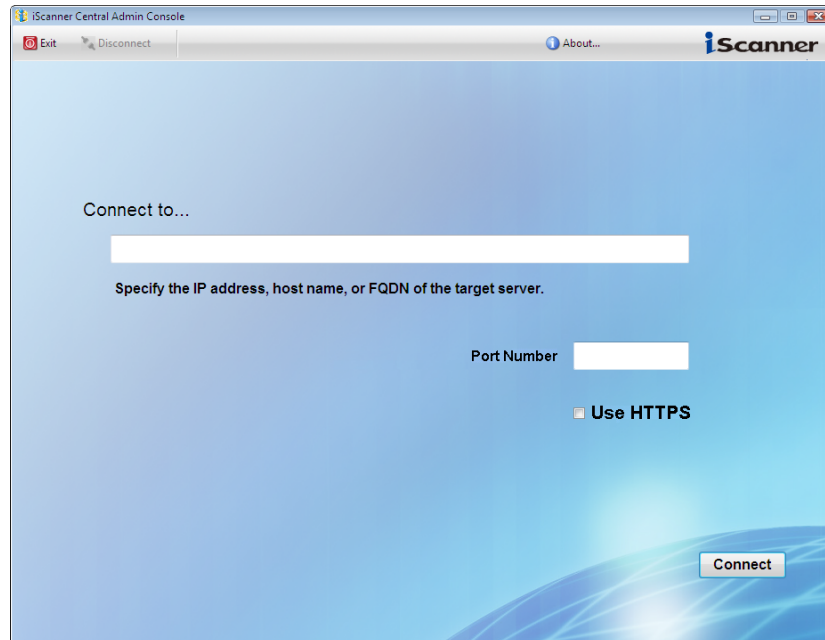 iScanner Central Admin Console
Exit Disconnect About... iScanner
Connect to...
Specify the IP address, host name, or FQDN of the target server.
Port Number
Use HTTPS
Connect